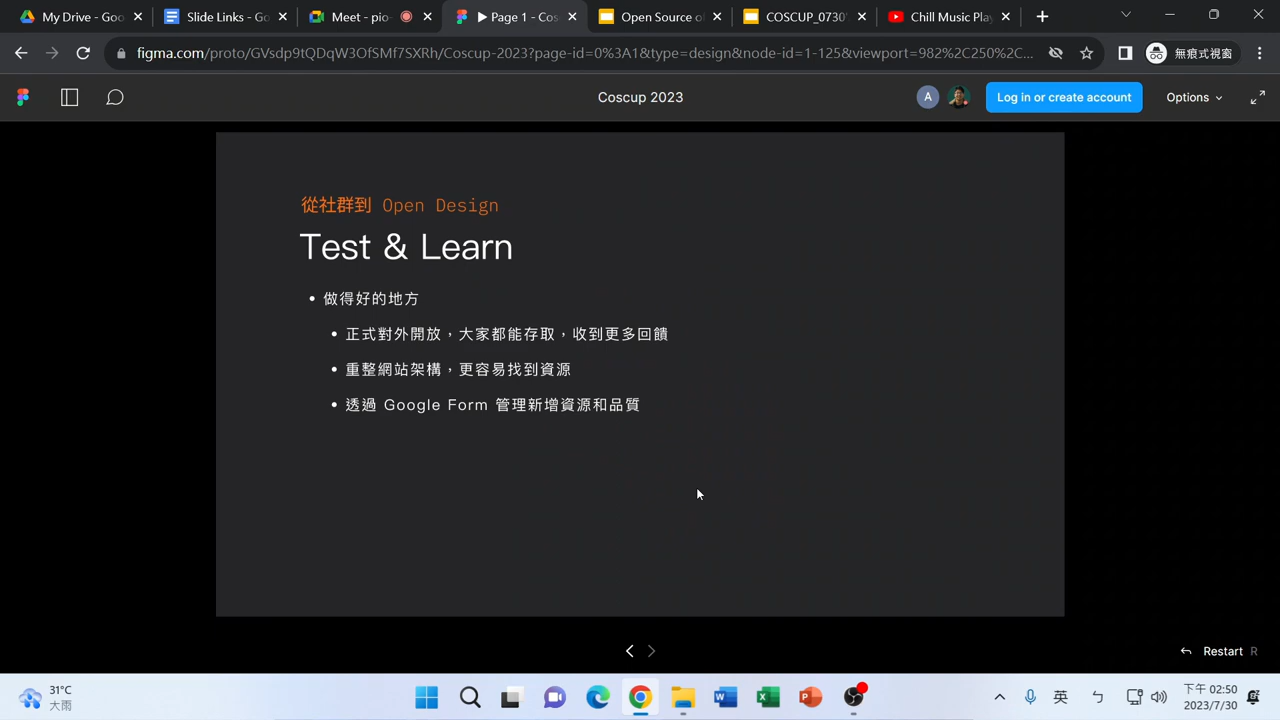 My Drive - Goo
Slide Links - Go
Meet - pio-
▶ Page 1 - Cos
Open Source of
CO3CUP_0730
Chill Music Play
figma.com/proto/GVsdp9tQDqW3OfSMf7SXRh/Coscup-2023?page-id=0%3A1&type=design&node-id=1-125&viewport=982%2C250%2C...
無痕式視窗
Coscup 2023
A
Log in or create account
Options
從社群到 Open Design
Test & Learn
• 做得好的地方
• 正式對外開放，大家都能存取，收到更多回饋
• 重整網站架構，更容易找到資源
• 透過 Google Form 管理新增資源和品質
Restart R
31°C
大雨
英
下午 02:50
2023/7/30